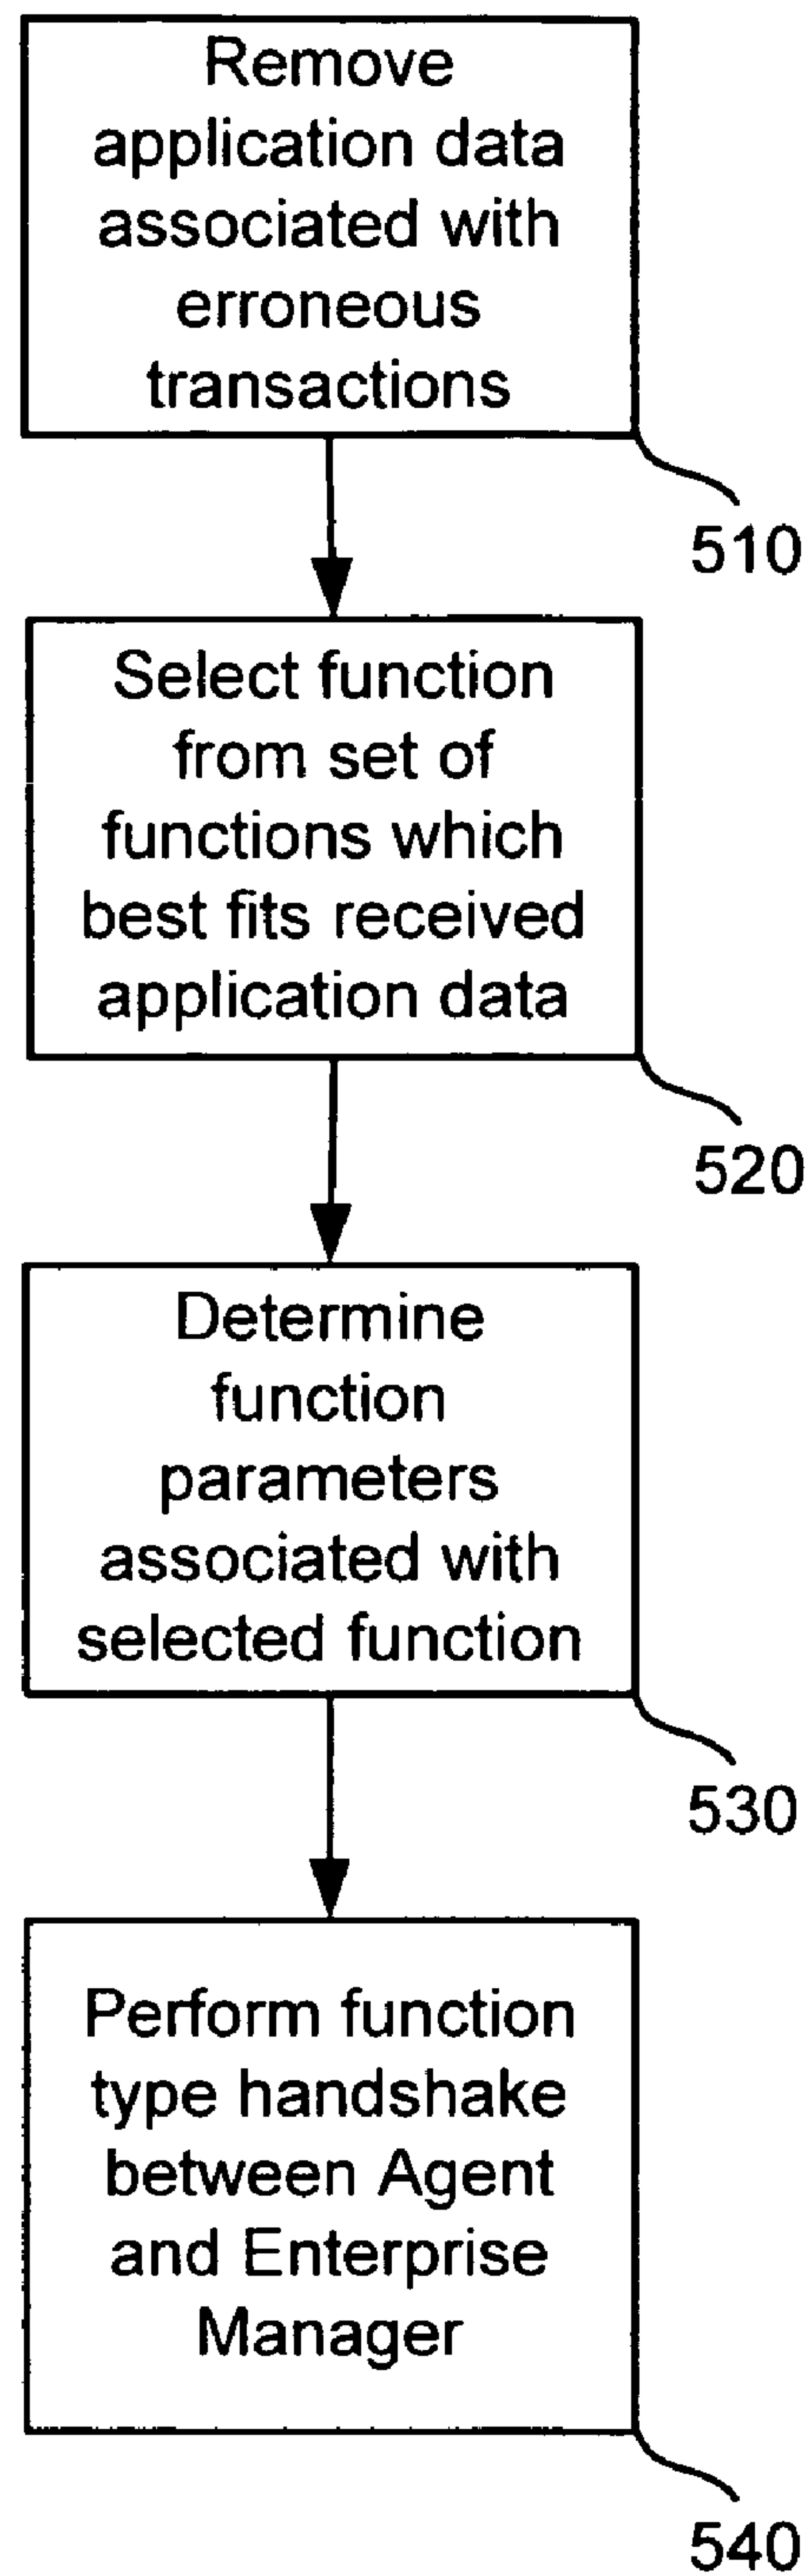 Remove
application data
associated with
erroneous
transactions
510
Select function
from set of
functions which
best fits received
application data
520
Determine
function
parameters
associated with
selected function
530
Perform function
type handshake
between Agent
and Enterprise
Manager
540